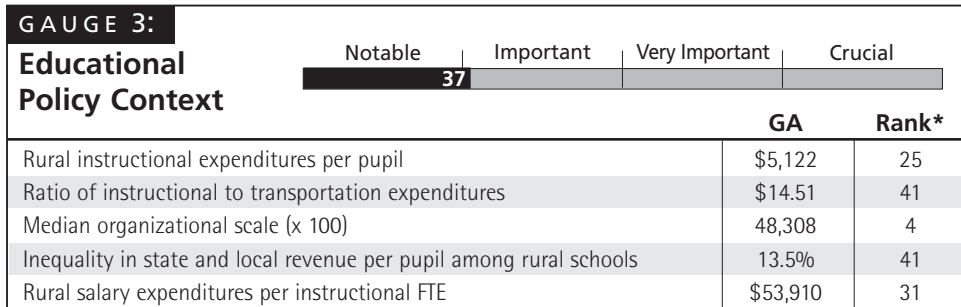 GAUGE 3:
Educational
Policy Context
Notable Important Very Important Crucial
37
GA Rank*
Rural instructional expenditures per pupil $5,122 25
Ratio of instructional to transportation expenditures $14.51 41
Median organizational scale (x 100) 48,308 4
Inequality in state and local revenue per pupil among rural schools 13.5% 41
Rural salary expenditures per instructional FTE $53,910 31